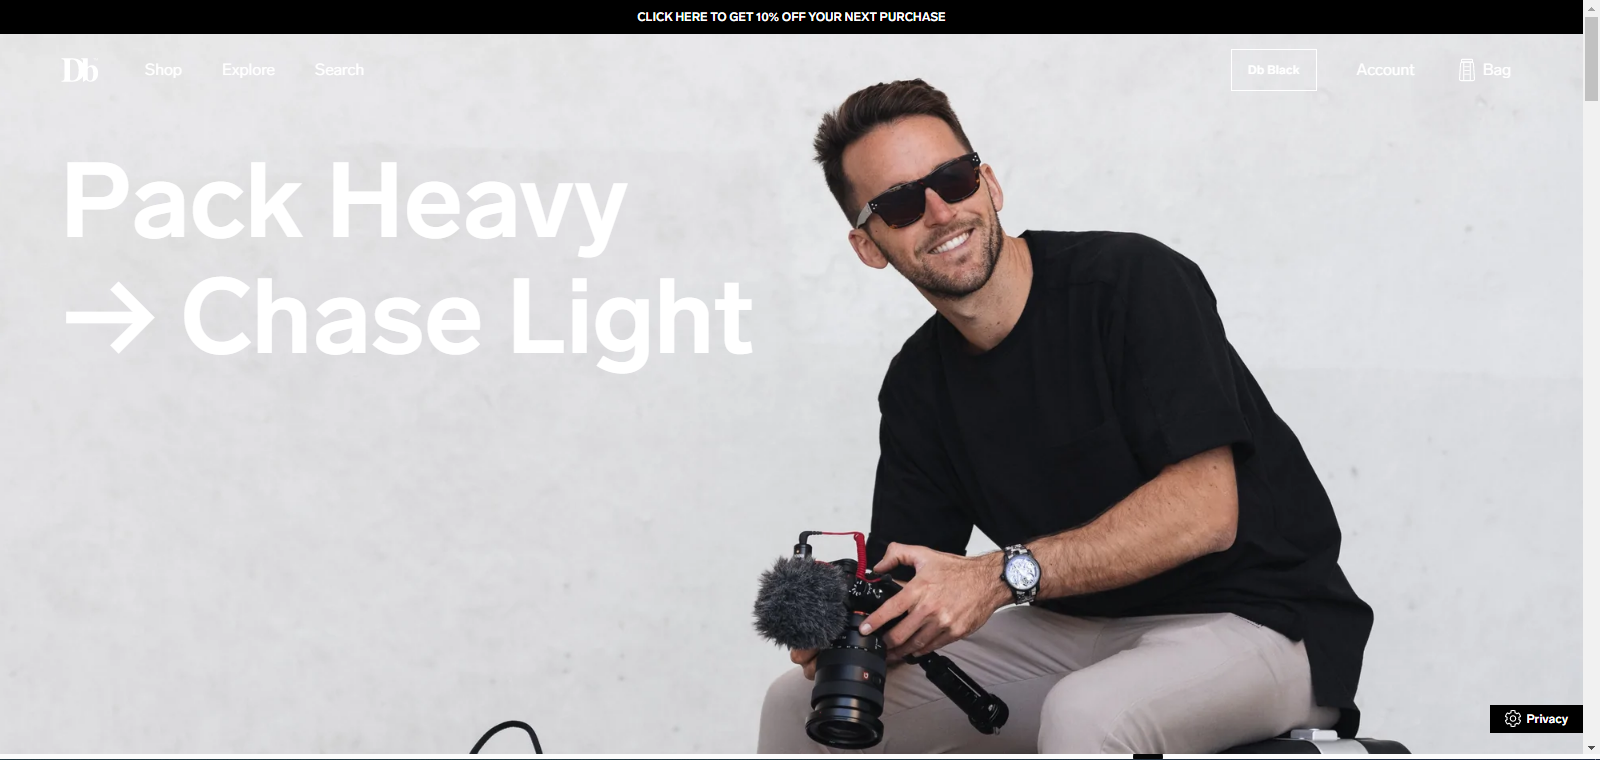 CLICK HERE TO GET 10% OFF YOUR NEXT PURCHASE
Db Shop Explore Search Db Black Account Bag
Pack Heavy
→ Chase Light
Privacy